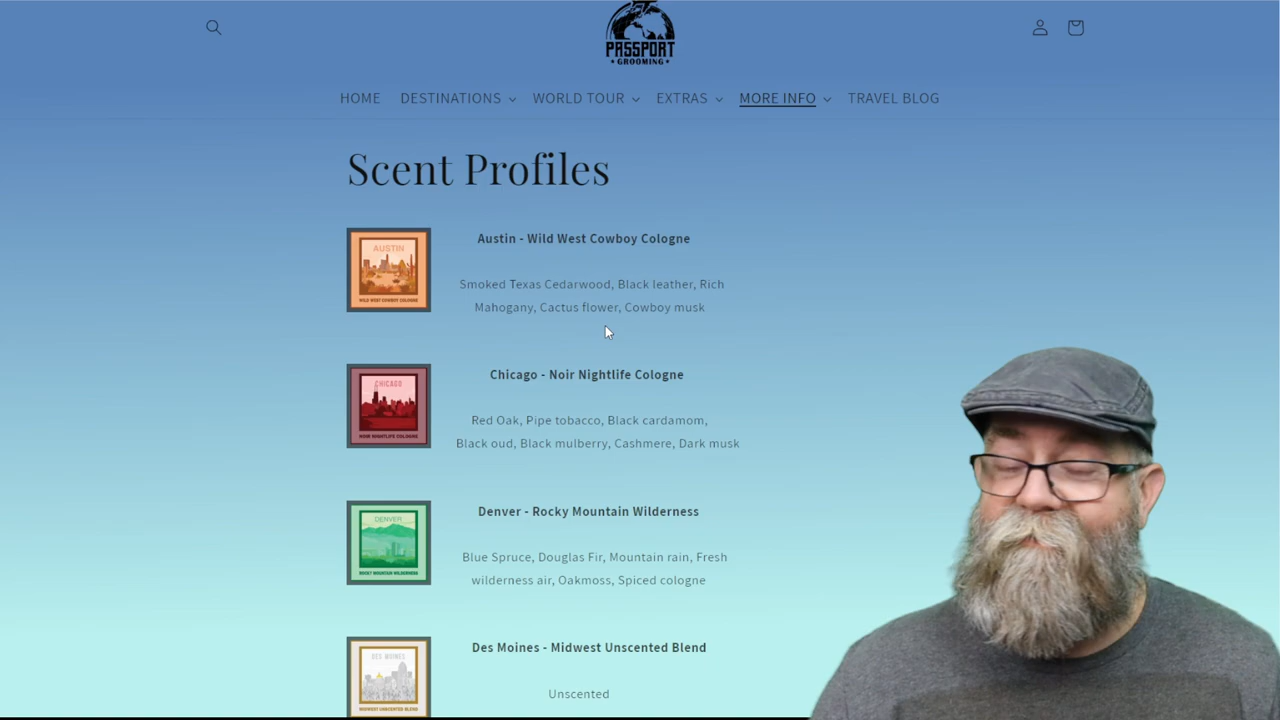 PASSPORT
GROOMING
HOME DESTINATIONS WORLD TOUR EXTRAS MORE INFO TRAVEL BLOG
Scent Profiles
AUSTIN
WILD WEST COWBOY COLOGNE
Austin - Wild West Cowboy Cologne
Smoked Texas Cedarwood, Black leather, Rich
Mahogany, Cactus flower, Cowboy musk
CHICAGO
NOIR NIGHTLIFE COLOGNE
Chicago - Noir Nightlife Cologne
Red Oak, Pipe tobacco, Black cardamom,
Black oud, Black mulberry, Cashmere, Dark musk
DENVER
ROCKY MOUNTAIN WILDERNESS
Denver - Rocky Mountain Wilderness
Blue Spruce, Douglas Fir, Mountain rain, Fresh
wilderness air, Oakmoss, Spiced cologne
DES MOINES
MIDWEST UNSCENTED BLEND
Des Moines - Midwest Unscented Blend
Unscented